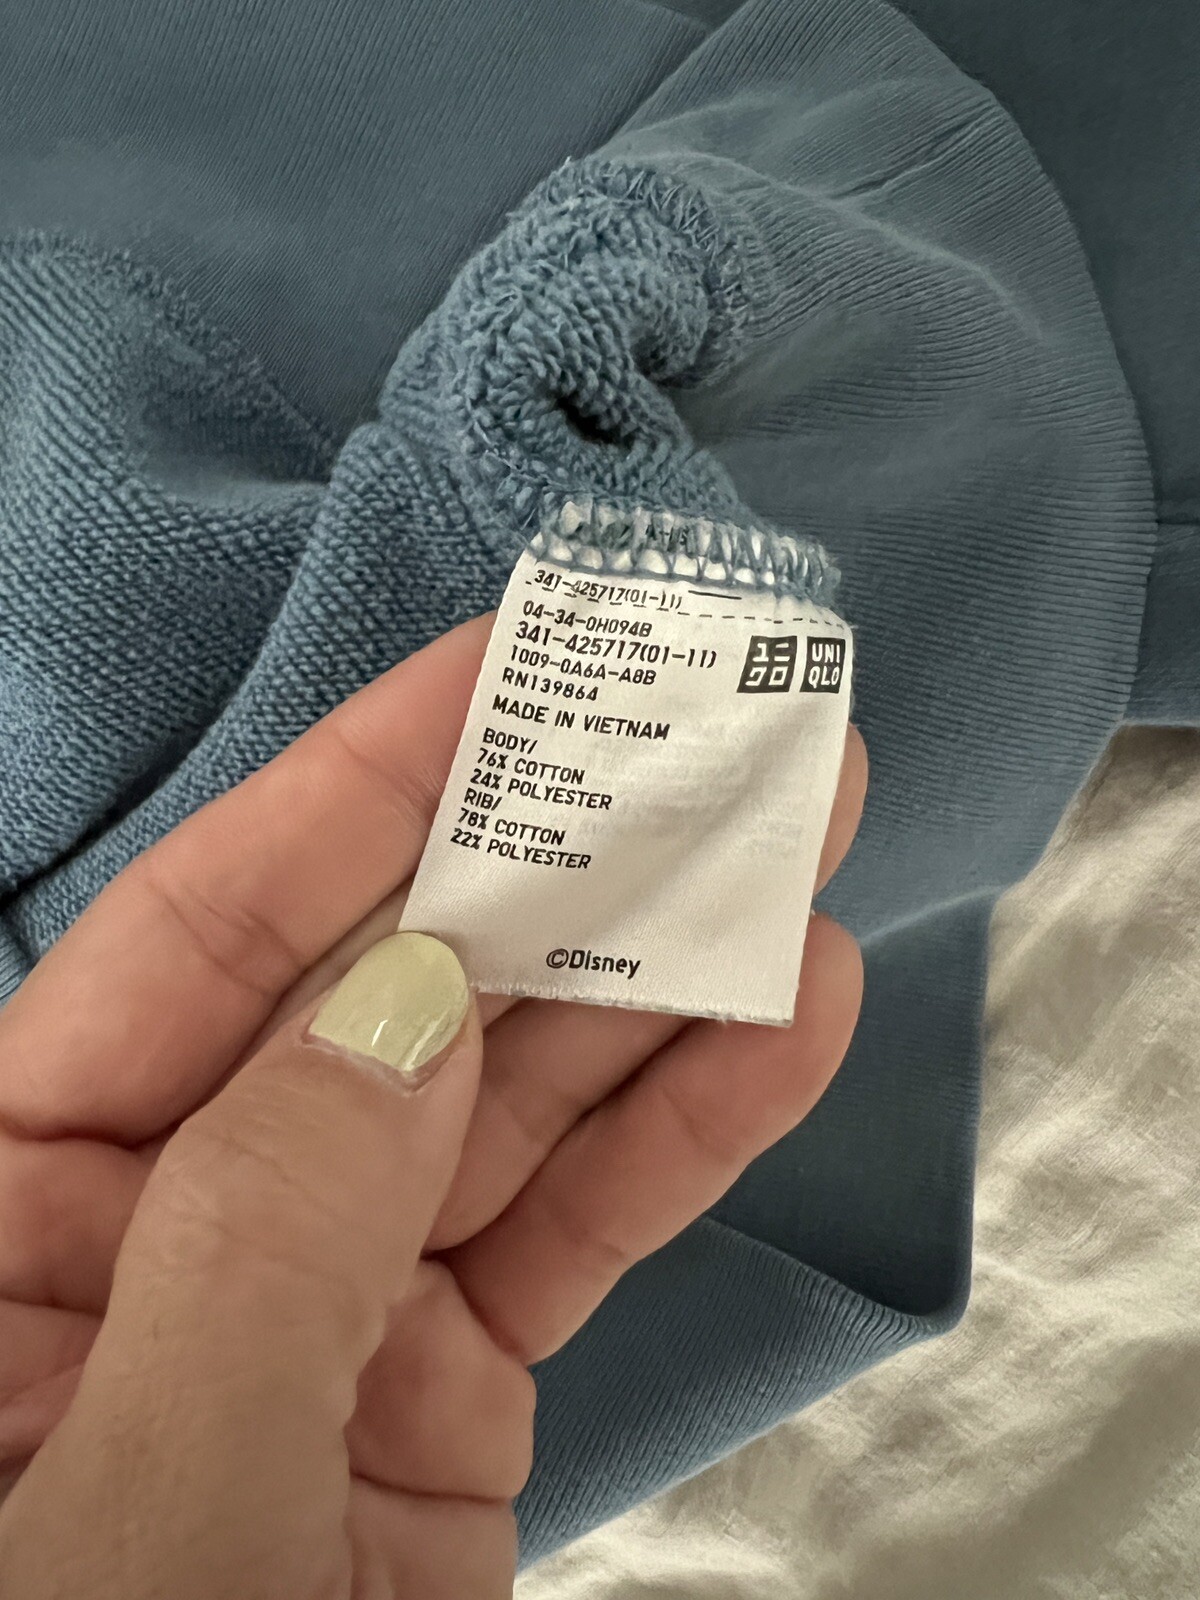 341-425717(01-11)
04-34-0H094B
341-425717(01-11)
1009-0A6A-A8B
RN139864
ユニ
クロ
UNI
QLO
MADE IN VIETNAM
BODY/
76% COTTON
24% POLYESTER
RIB/
78% COTTON
22% POLYESTER
©Disney